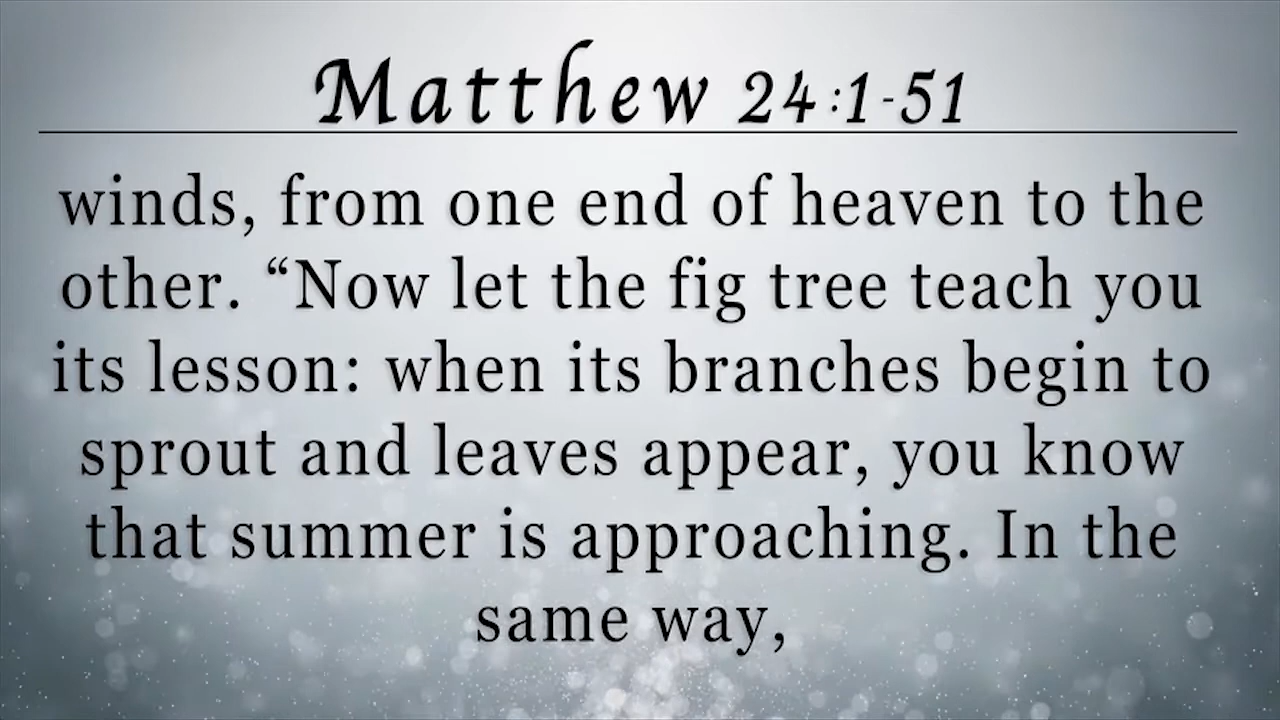 Matthew 24:1-51
winds, from one end of heaven to the
other. “Now let the fig tree teach you
its lesson: when its branches begin to
sprout and leaves appear, you know
that summer is approaching. In the
same way,